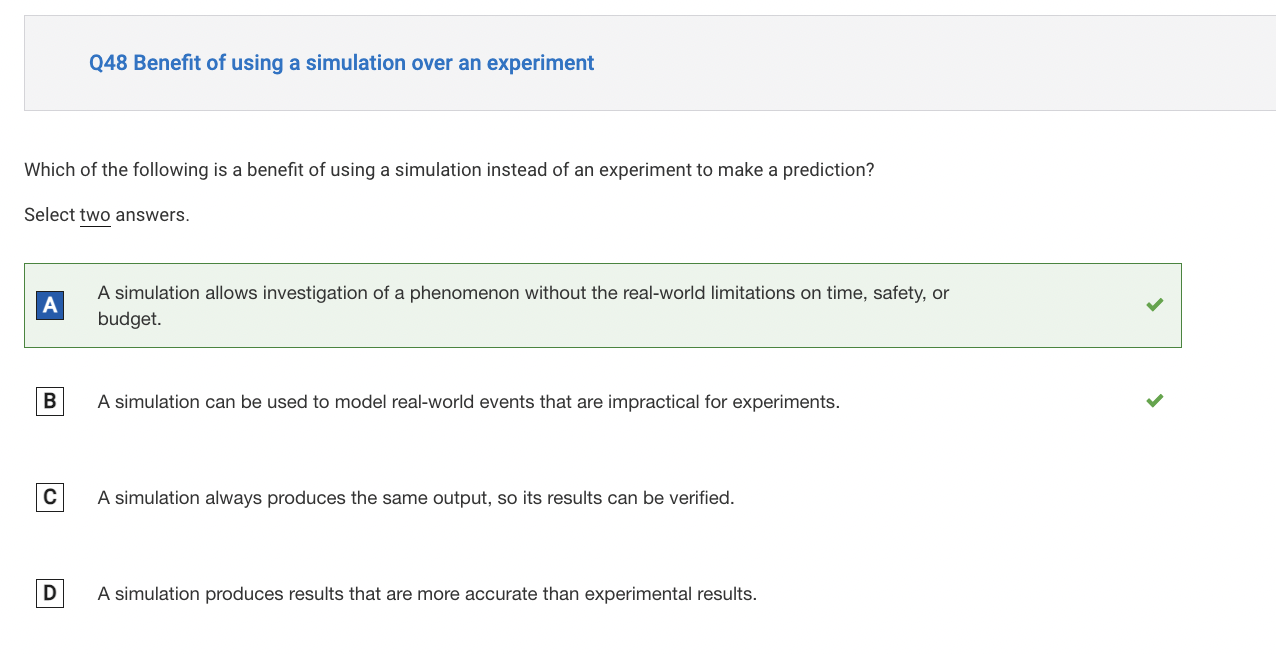 Q48 Benefit of using a simulation over an experiment
Which of the following is a benefit of using a simulation instead of an experiment to make a prediction?
Select two answers.
A
A simulation allows investigation of a phenomenon without the real-world limitations on time, safety, or
budget.
B
A simulation can be used to model real-world events that are impractical for experiments.
C
A simulation always produces the same output, so its results can be verified.
D
A simulation produces results that are more accurate than experimental results.